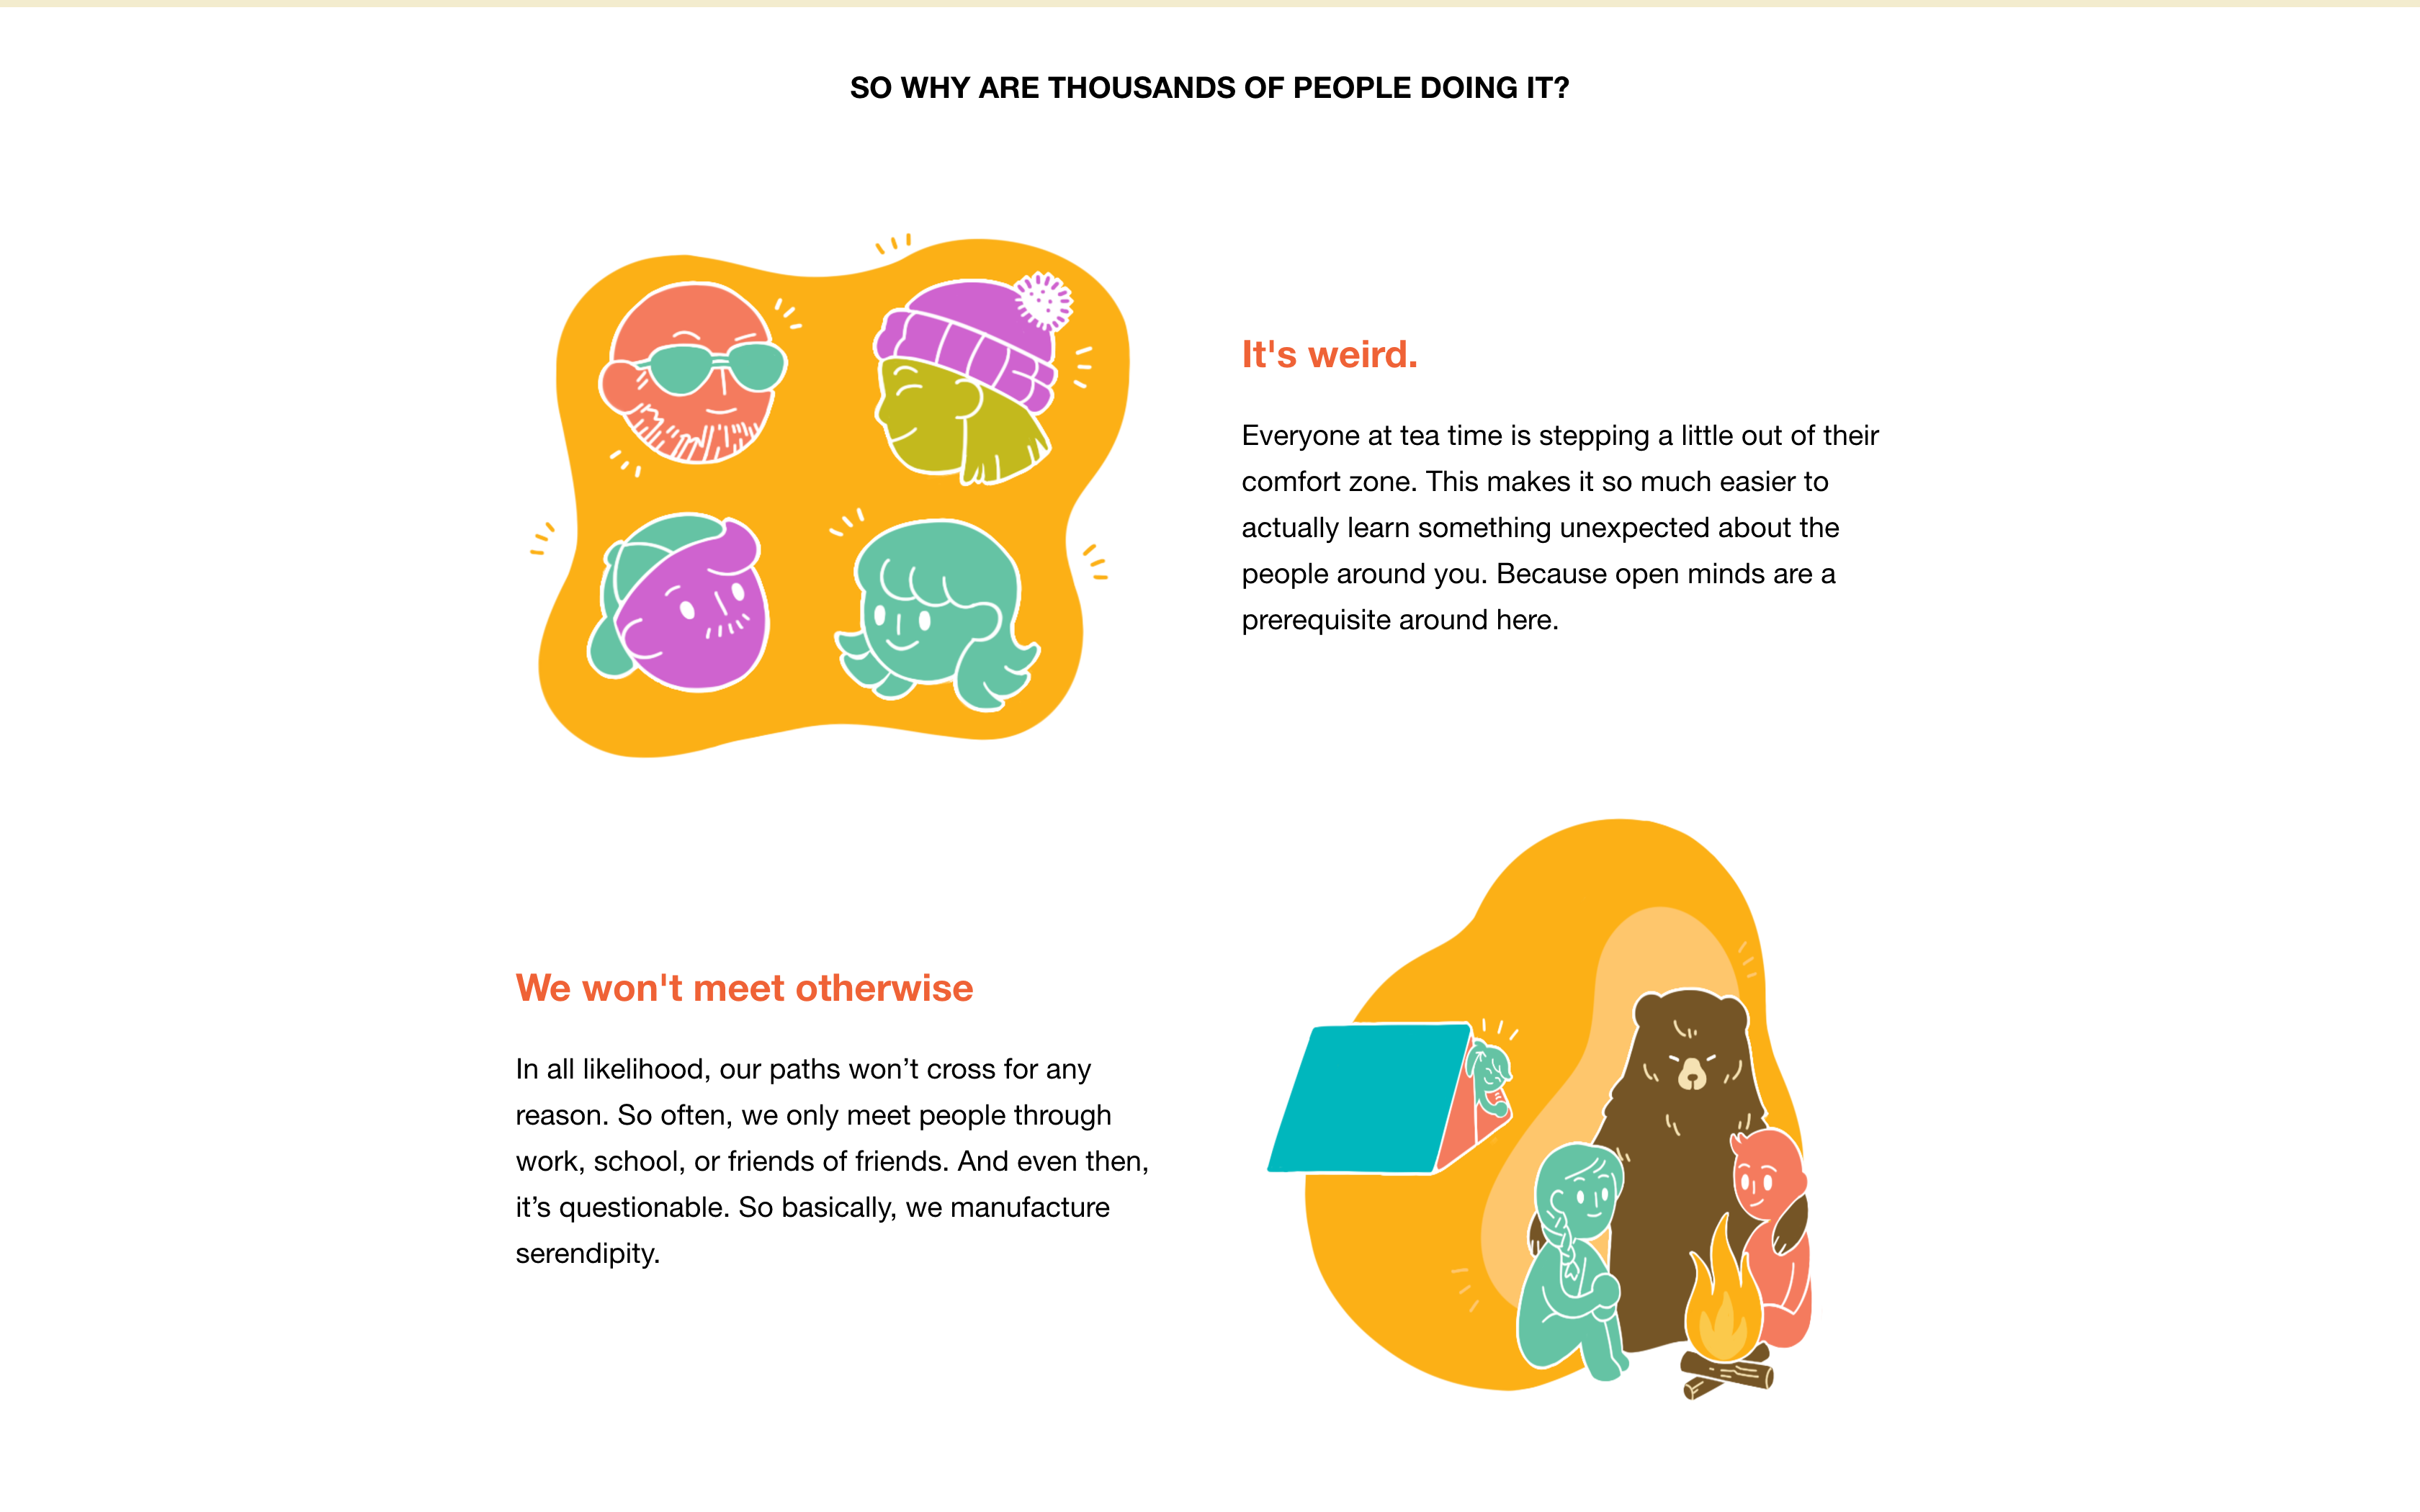 SO WHY ARE THOUSANDS OF PEOPLE DOING IT?
It's weird.
Everyone at tea time is stepping a little out of their
comfort zone. This makes it so much easier to
actually learn something unexpected about the
people around you. Because open minds are a
prerequisite around here.
We won't meet otherwise
In all likelihood, our paths won’t cross for any
reason. So often, we only meet people through
work, school, or friends of friends. And even then,
it’s questionable. So basically, we manufacture
serendipity.